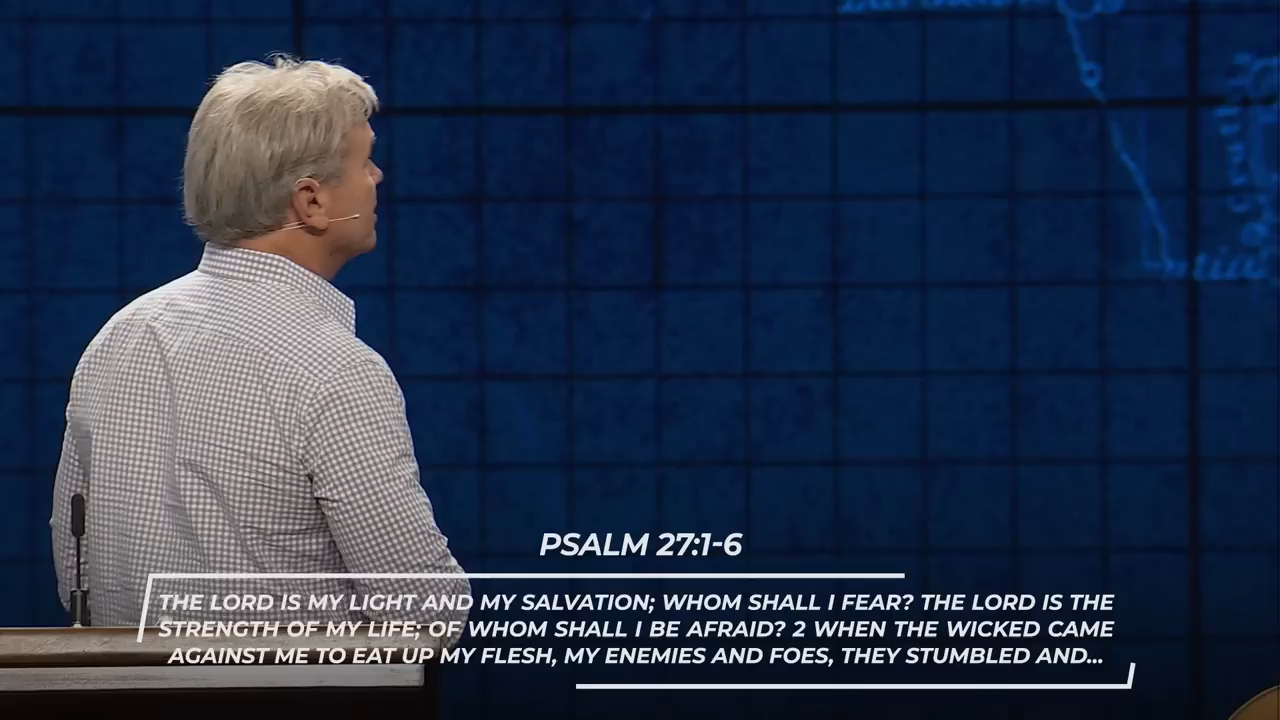 PSALM 27:1-6
THE LORD IS MY LIGHT AND MY SALVATION; WHOM SHALL I FEAR? THE LORD IS THE
STRENGTH OF MY LIFE; OF WHOM SHALL I BE AFRAID? 2 WHEN THE WICKED CAME
AGAINST ME TO EAT UP MY FLESH, MY ENEMIES AND FOES, THEY STUMBLED AND...